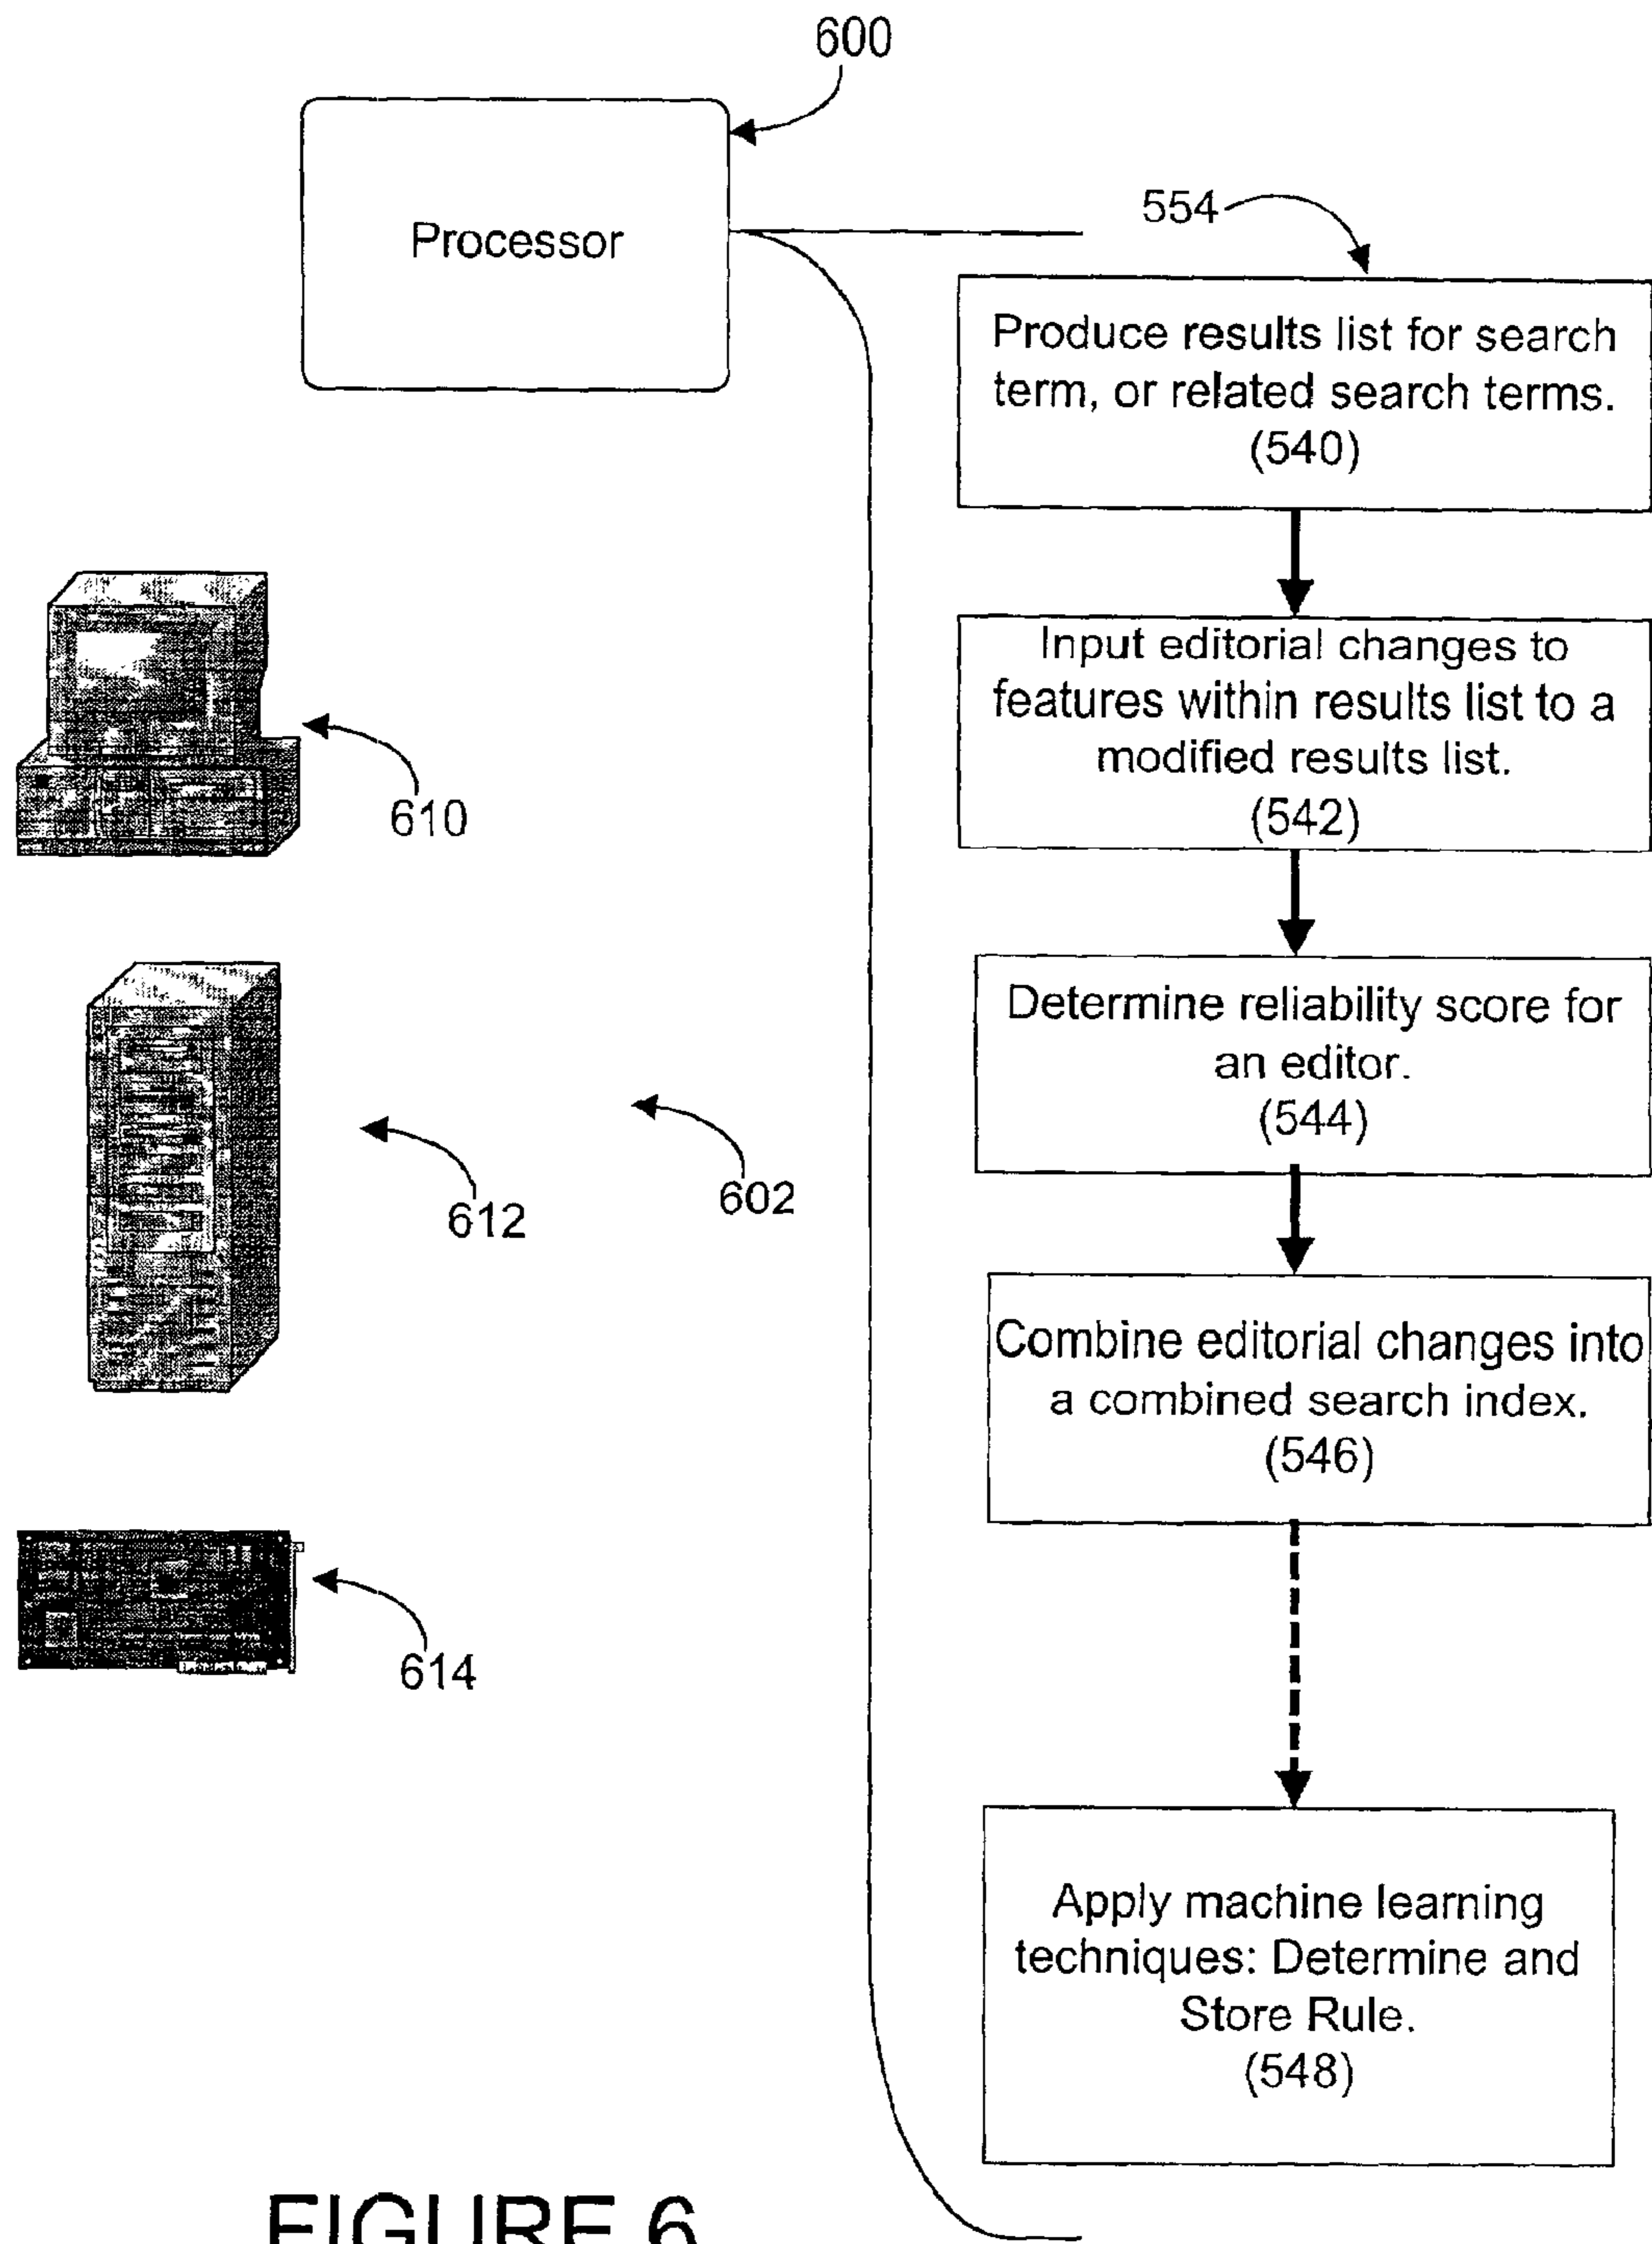 600
Processor
554
Produce results list for search
term, or related search terms.
(540)
Input editorial changes to
features within results list to a
modified results list.
(542)
610
Determine reliability score for
an editor.
(544)
602
612
Combine editorial changes into
a combined search index.
(546)
614
Apply machine learning
techniques: Determine and
Store Rule.
(548)
FIGURE 6